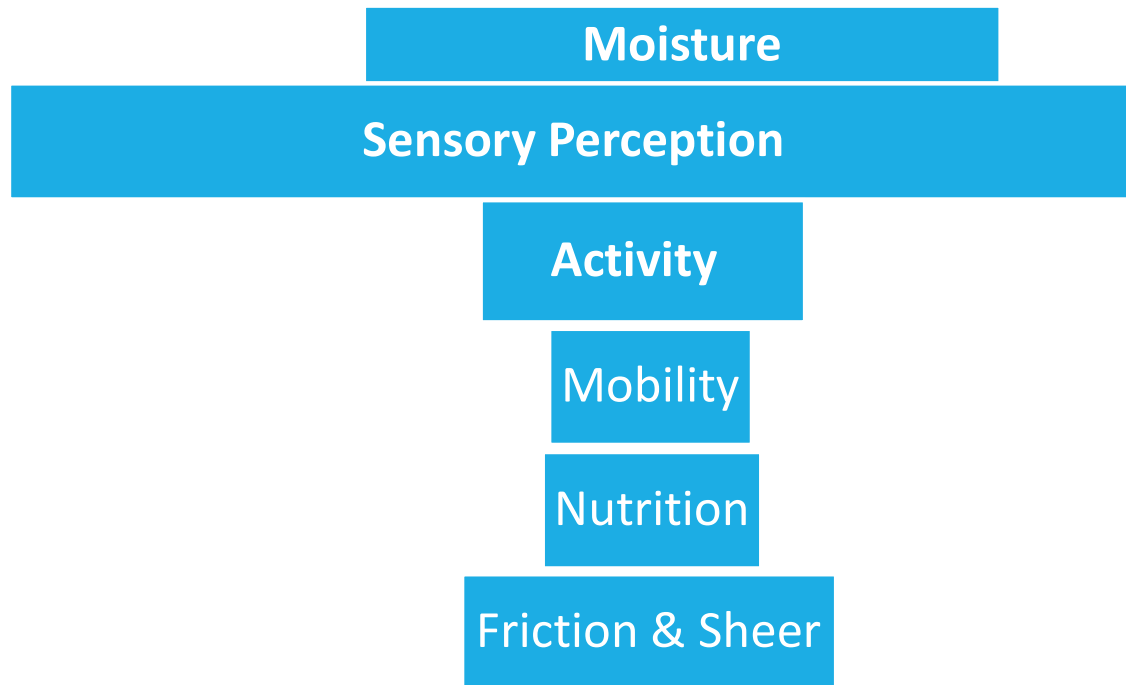 Moisture
Sensory Perception
Activity
Mobility
Nutrition
Friction & Sheer